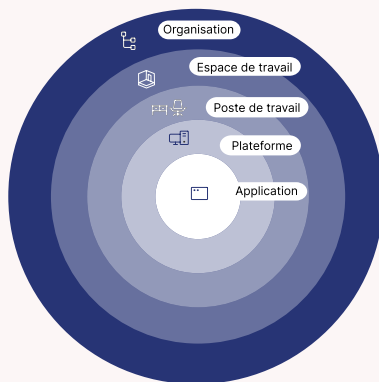 Organisation
Espace de travail
Poste de travail
Plateforme
Application